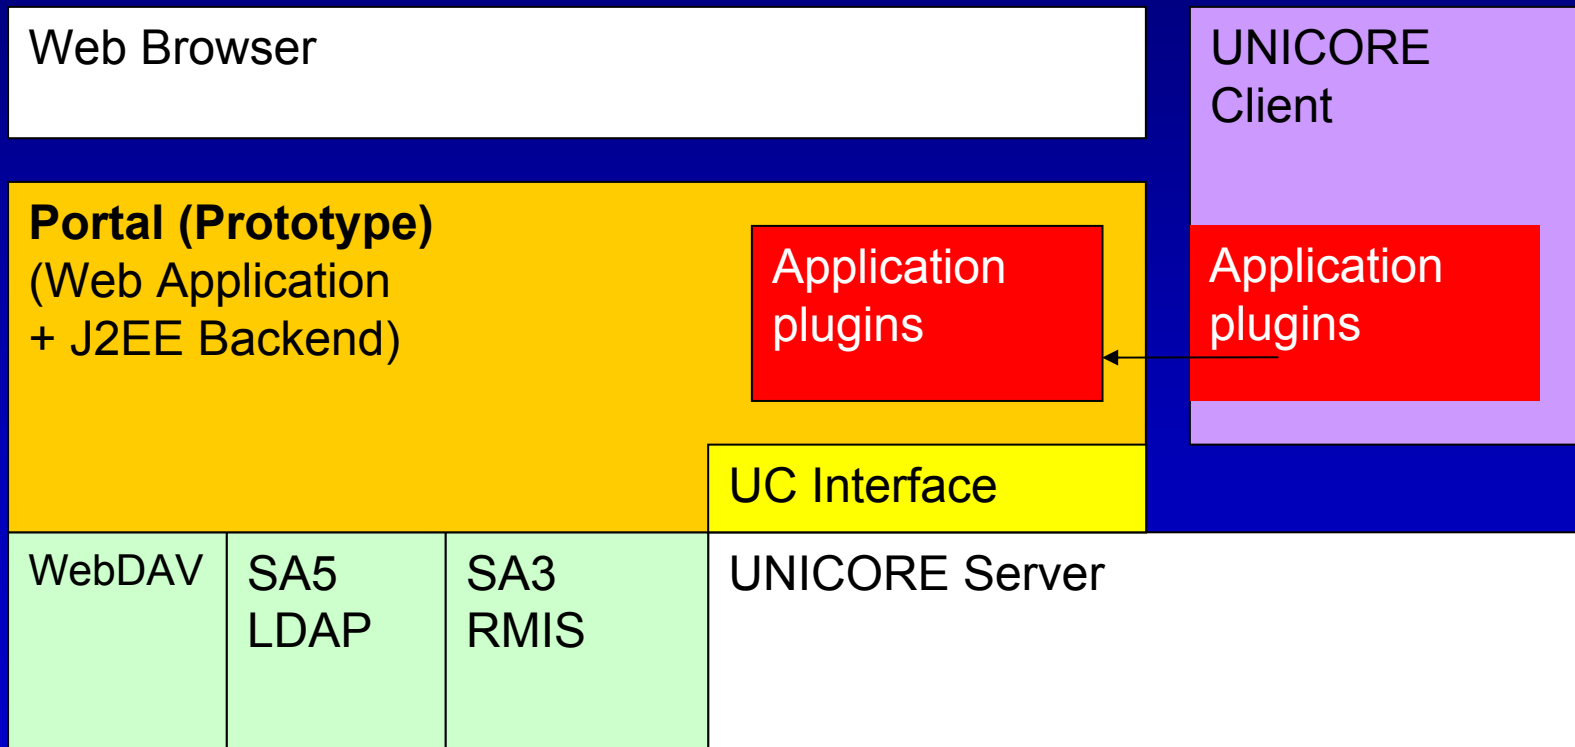 Web Browser
UNICORE
Client
Portal (Prototype)
(Web Application
+ J2EE Backend)
Application
plugins
Application
plugins
UC Interface
WebDAV
SA5
LDAP
SA3
RMIS
UNICORE Server